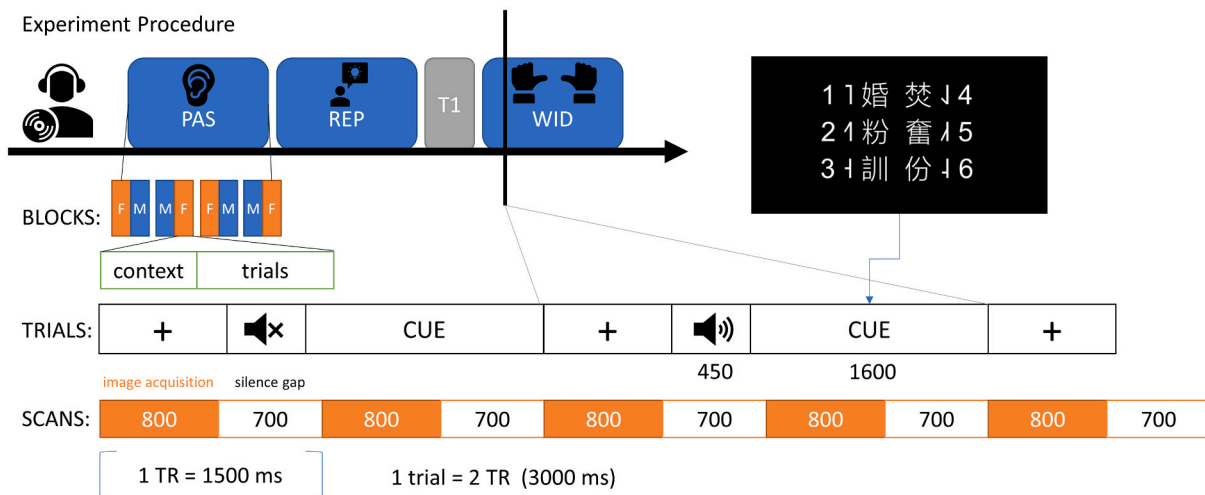 Experiment Procedure
PAS
REP
T1
WID
1 ˥ 婚 焚 ˨˩ 4
2 ˧˥ 粉 奮 ˩˧ 5
3 ˧ 訓 份 ˨ 6
BLOCKS: F M M F F M M F
context trials
TRIALS: + CUE + CUE +
450 1600
image acquisition silence gap
SCANS: 800 700 800 700 800 700 800 700 800 700
1 TR = 1500 ms 1 trial = 2 TR (3000 ms)